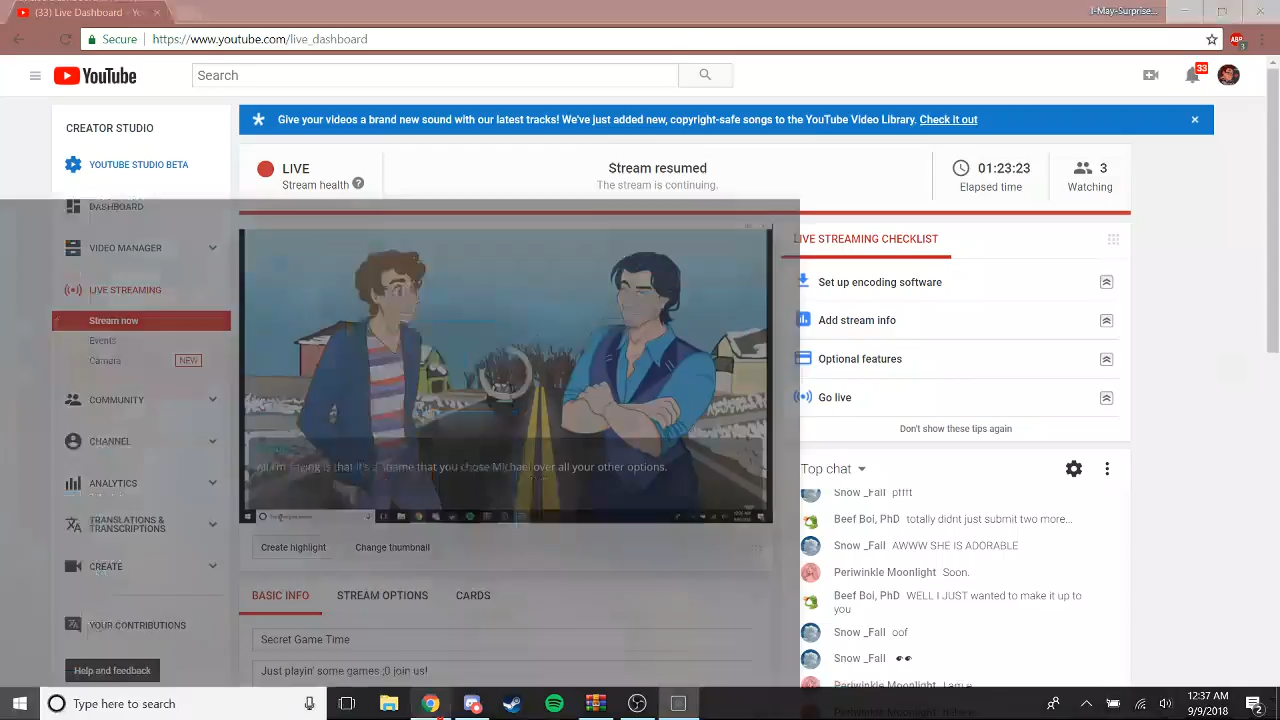 (33) Live Dashboard - You
I-May-Surprise...
Secure
https://www.youtube.com/live_dashboard
ABP
3
YouTube
Search
33
CREATOR STUDIO
YOUTUBE STUDIO BETA
DASHBOARD
VIDEO MANAGER
LIVE STREAMING
Stream now
Events
Camera NEW
COMMUNITY
CHANNEL
ANALYTICS
TRANSLATIONS &
TRANSCRIPTIONS
CREATE
YOUR CONTRIBUTIONS
Help and feedback
Give your videos a brand new sound with our latest tracks! We've just added new, copyright-safe songs to the YouTube Video Library. Check it out
LIVE
Stream health
Stream resumed
The stream is continuing.
01:23:23
Elapsed time
3
Watching
All I'm saying is that it's a shame that you chose Michael over all your other options.
Create highlight
Change thumbnail
BASIC INFO
STREAM OPTIONS
CARDS
Secret Game Time
Just playin' some games ;0 join us!
LIVE STREAMING CHECKLIST
Set up encoding software
Add stream info
Optional features
Go live
Don't show these tips again
Top chat
Snow _Fall pffft
Beef Boi, PhD totally didnt just submit two more...
Snow _Fall AWWW SHE IS ADORABLE
Periwinkle Moonlight Soon.
Beef Boi, PhD WELL I JUST wanted to make it up to
you
Snow _Fall oof
Snow _Fall 👀
Periwinkle Moonlight
Type here to search
12:37 AM
9/9/2018
2